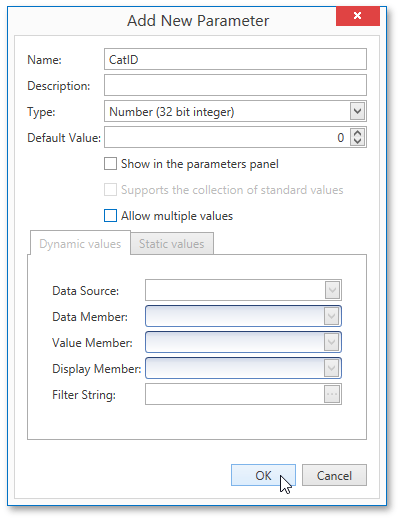 Add New Parameter
Name: CatID
Description:
Type: Number (32 bit integer)
Default Value: 0
Show in the parameters panel
Supports the collection of standard values
Allow multiple values
Dynamic values Static values
Data Source:
Data Member:
Value Member:
Display Member:
Filter String: ...
OK Cancel